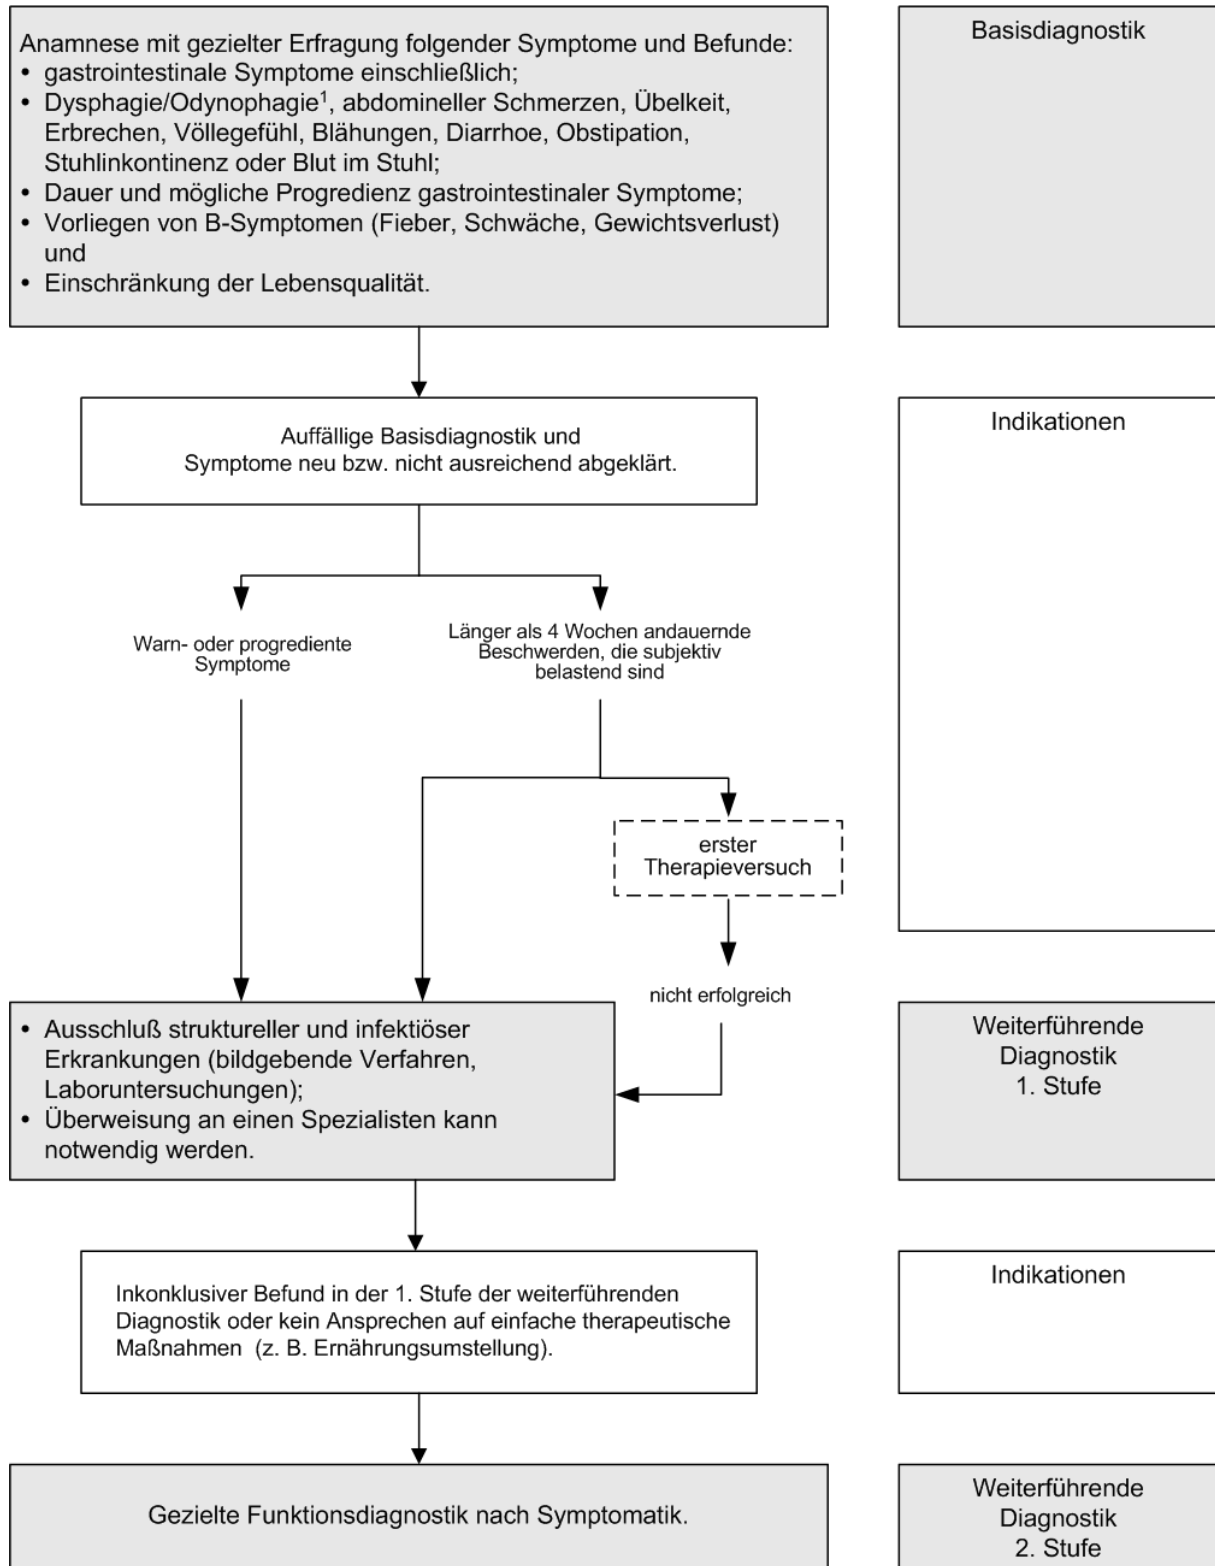 Anamnese mit gezielter Erfragung folgender Symptome und Befunde:
• gastrointestinale Symptome einschließlich;
• Dysphagie/Odynophagie¹, abdomineller Schmerzen, Übelkeit,
Erbrechen, Völlegefühl, Blähungen, Diarrhoe, Obstipation,
Stuhlinkontinenz oder Blut im Stuhl;
• Dauer und mögliche Progredienz gastrointestinaler Symptome;
• Vorliegen von B-Symptomen (Fieber, Schwäche, Gewichtsverlust)
und
• Einschränkung der Lebensqualität.
Basisdiagnostik
Auffällige Basisdiagnostik und
Symptome neu bzw. nicht ausreichend abgeklärt.
Indikationen
Warn- oder progrediente
Symptome
Länger als 4 Wochen andauernde
Beschwerden, die subjektiv
belastend sind
erster
Therapieversuch
nicht erfolgreich
• Ausschluß struktureller und infektiöser
Erkrankungen (bildgebende Verfahren,
Laboruntersuchungen);
• Überweisung an einen Spezialisten kann
notwendig werden.
Weiterführende
Diagnostik
1. Stufe
Inkonklusiver Befund in der 1. Stufe der weiterführenden
Diagnostik oder kein Ansprechen auf einfache therapeutische
Maßnahmen (z. B. Ernährungsumstellung).
Indikationen
Gezielte Funktionsdiagnostik nach Symptomatik.
Weiterführende
Diagnostik
2. Stufe